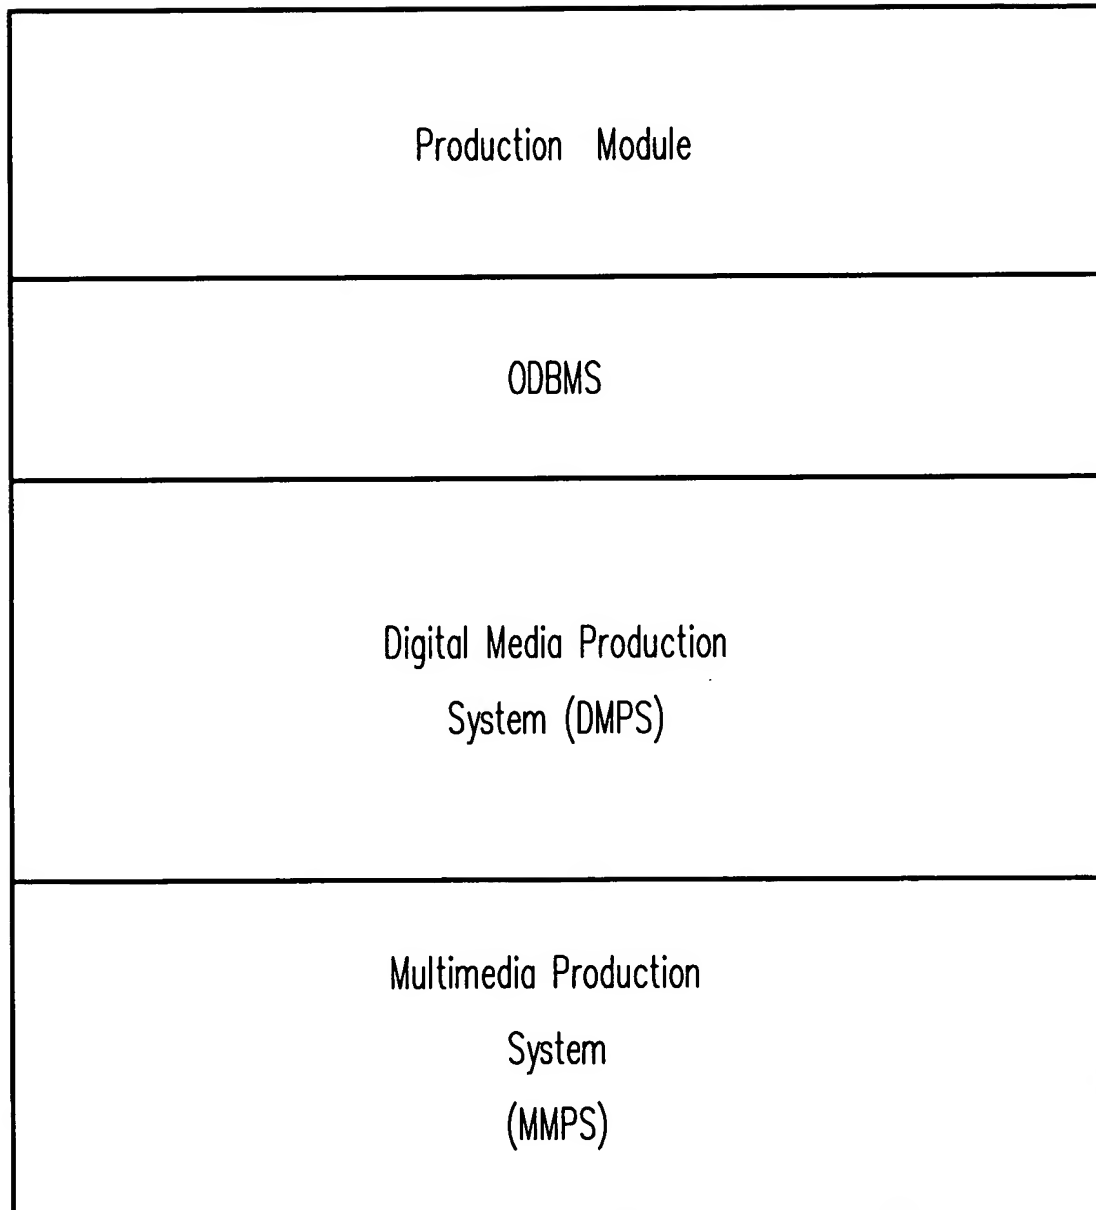 Production Module
ODBMS
Digital Media Production
System (DMPS)
Multimedia Production
System
(MMPS)